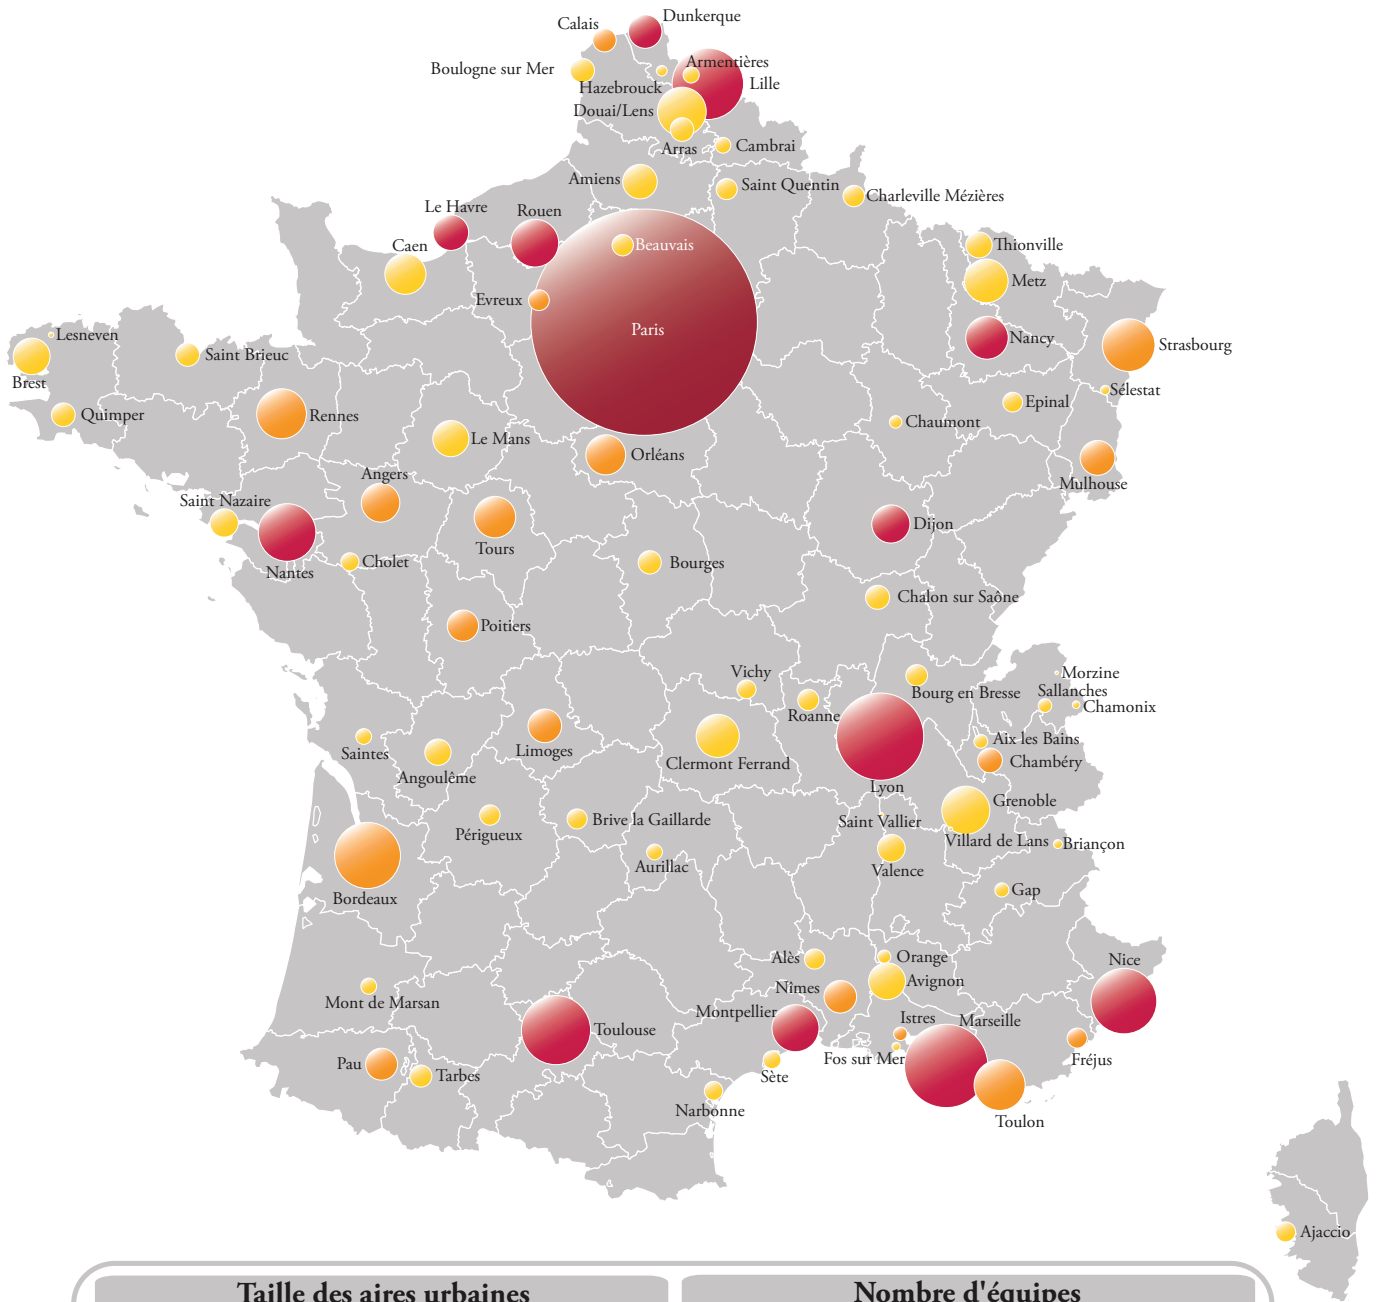 Dunkerque
Calais
Armentières
Boulogne sur Mer
Lille
Hazebrouck
Douai/Lens
Arras
Cambrai
Amiens
Saint Quentin
Charleville Mézières
Le Havre
Rouen
Caen
Beauvais
Thionville
Metz
Evreux
Paris
Lesneven
Nancy
Strasbourg
Saint Brieuc
Brest
Sélestat
Epinal
Quimper
Rennes
Chaumont
Le Mans
Orléans
Angers
Mulhouse
Saint Nazaire
Dijon
Tours
Cholet
Bourges
Nantes
Chalon sur Saône
Poitiers
Vichy
Morzine
Bourg en Bresse
Sallanches
Chamonix
Roanne
Saintes
Limoges
Aix les Bains
Angoulême
Clermont Ferrand
Chambéry
Lyon
Grenoble
Périgueux
Brive la Gaillarde
Saint Vallier
Villard de Lans
Briançon
Aurillac
Valence
Gap
Bordeaux
Alès
Orange
Nice
Avignon
Nîmes
Mont de Marsan
Montpellier
Istres
Marseille
Toulouse
Fos sur Mer
Fréjus
Pau
Tarbes
Sète
Narbonne
Toulon
Ajaccio
Taille des aires urbaines
Nombre d'équipes